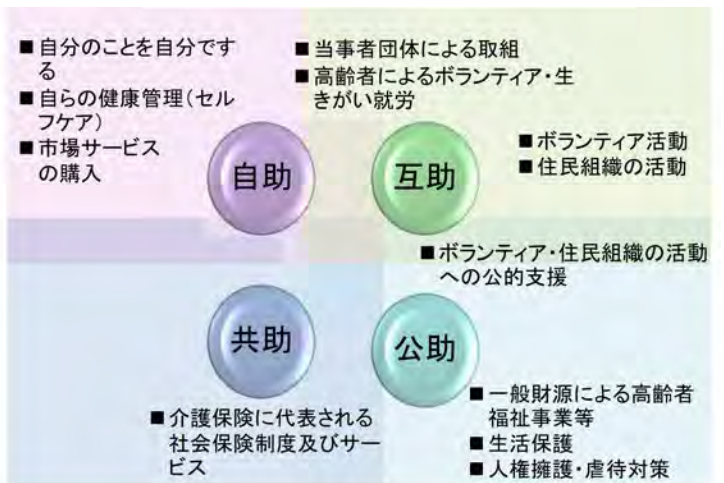 ■自分のことを自分です
る
■自らの健康管理(セル
フケア)
■市場サービス
の購入
■当事者団体による取組
■高齢者によるボランティア・生
きがい就労
自助
互助
■ボランティア活動
■住民組織の活動
■ボランティア・住民組織の活動
への公的支援
共助
公助
■介護保険に代表される
社会保険制度及びサー
ビス
■一般財源による高齢者
福祉事業等
■生活保護
■人権擁護・虐待対策